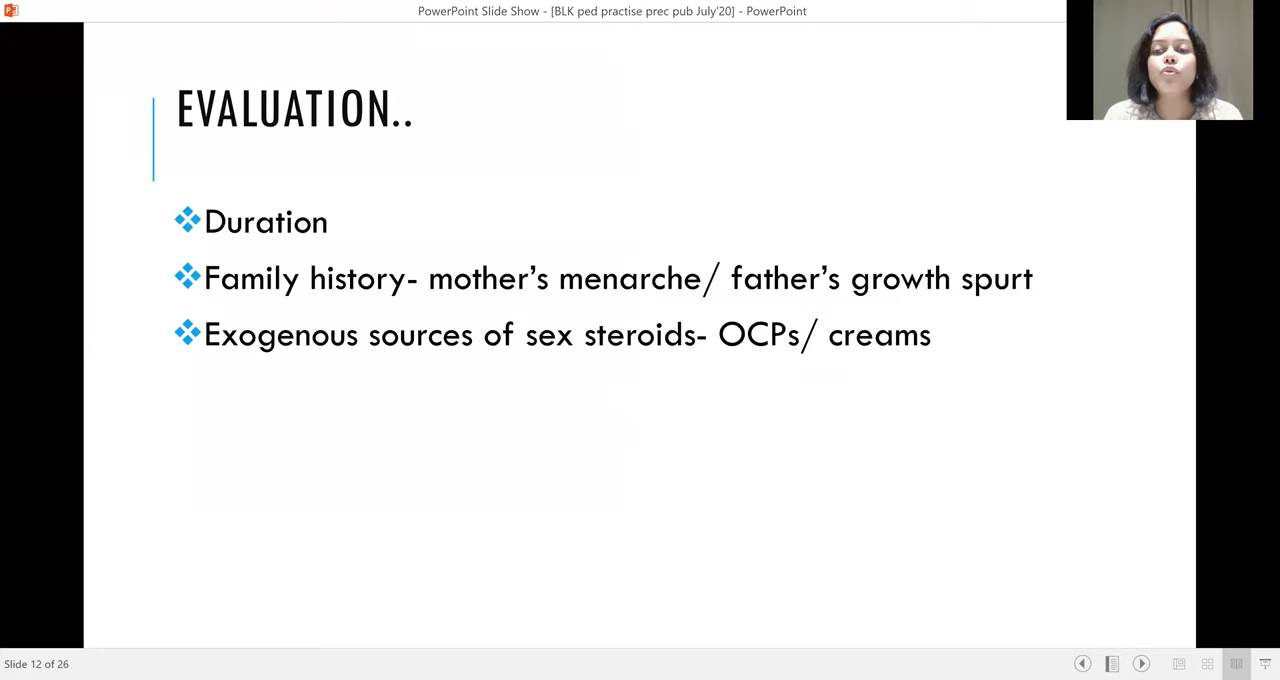 PowerPoint Slide Show - [BLK ped practise prec pub July'20] - PowerPoint
EVALUATION..
Duration
Family history- mother’s menarche/ father’s growth spurt
Exogenous sources of sex steroids- OCPs/ creams
Slide 12 of 26